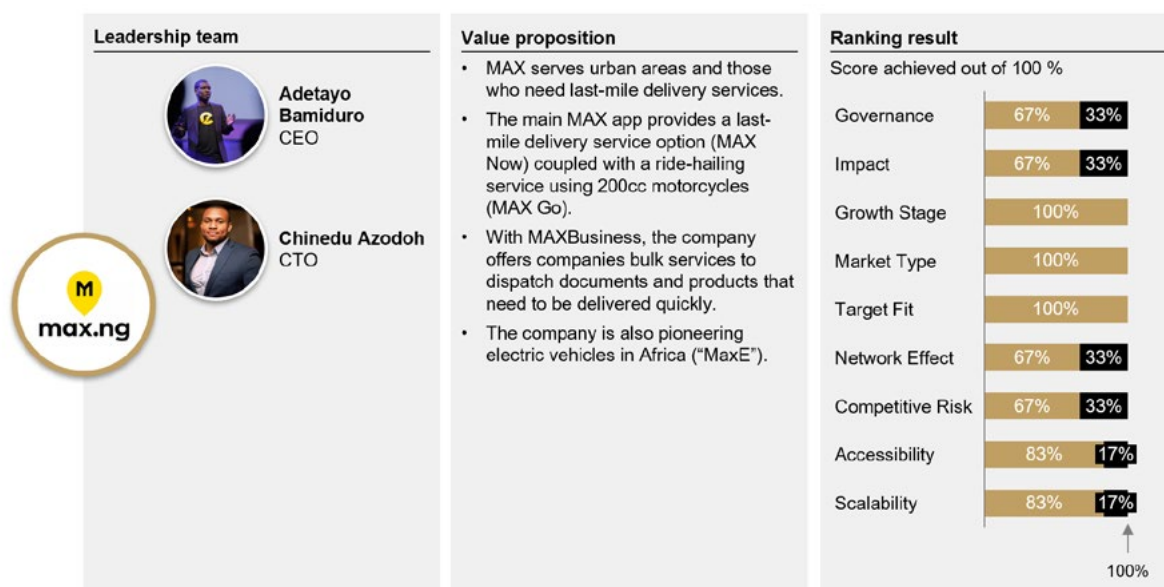 Leadership team
Adetayo
Bamiduro
CEO
Chinedu Azodoh
CTO
M
max.ng
Value proposition
• MAX serves urban areas and those
who need last-mile delivery services.
• The main MAX app provides a last-
mile delivery service option (MAX
Now) coupled with a ride-hailing
service using 200cc motorcycles
(MAX Go).
• With MAXBusiness, the company
offers companies bulk services to
dispatch documents and products that
need to be delivered quickly.
• The company is also pioneering
electric vehicles in Africa (“MaxE”).
Ranking result
Score achieved out of 100 %
Governance 67% 33%
Impact 67% 33%
Growth Stage 100%
Market Type 100%
Target Fit 100%
Network Effect 67% 33%
Competitive Risk 67% 33%
Accessibility 83% 17%
Scalability 83% 17%
100%